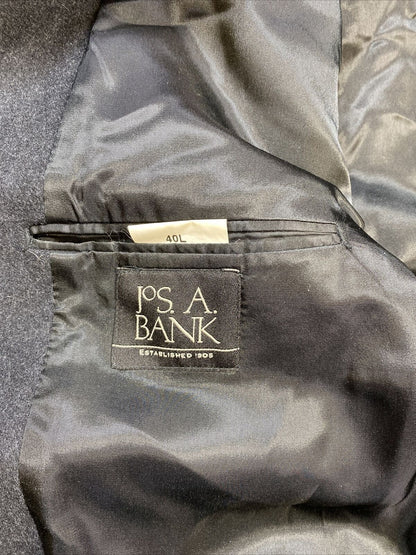 40L
JOS. A.
BANK
ESTABLISHED 1905